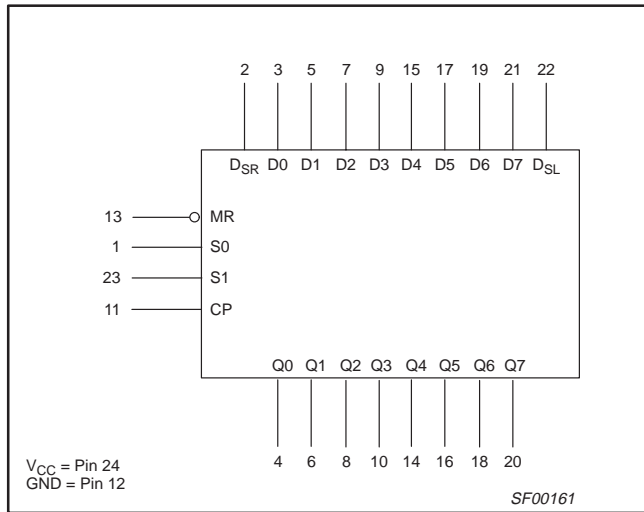 2 3 5 7 9 15 17 19 21 22
DSR D0 D1 D2 D3 D4 D5 D6 D7 DSL
13 MR
1 S0
23 S1
11 CP
Q0 Q1 Q2 Q3 Q4 Q5 Q6 Q7
4 6 8 10 14 16 18 20
VCC = Pin 24
GND = Pin 12
SF00161